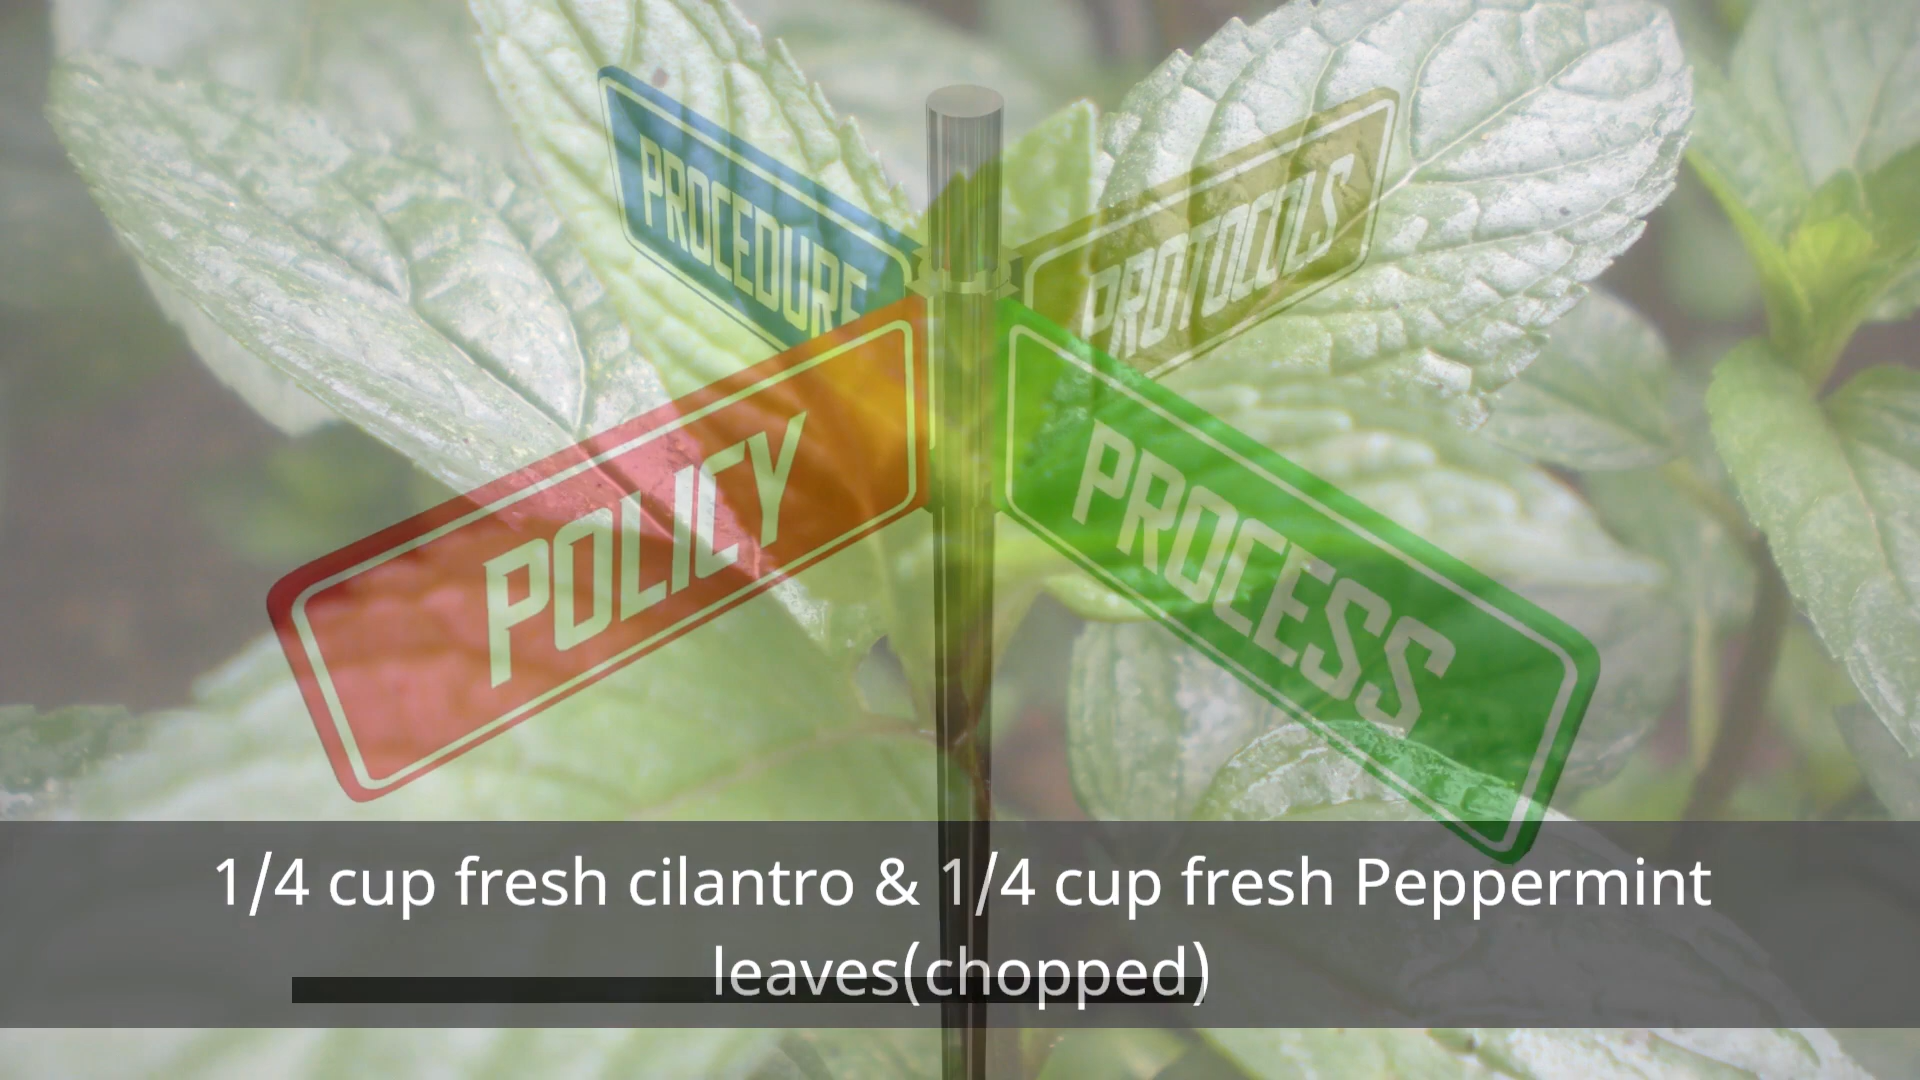 PROCEDURE
PROTOCOLS
POLICY
PROCESS
1/4 cup fresh cilantro & 1/4 cup fresh Peppermint
leaves(chopped)